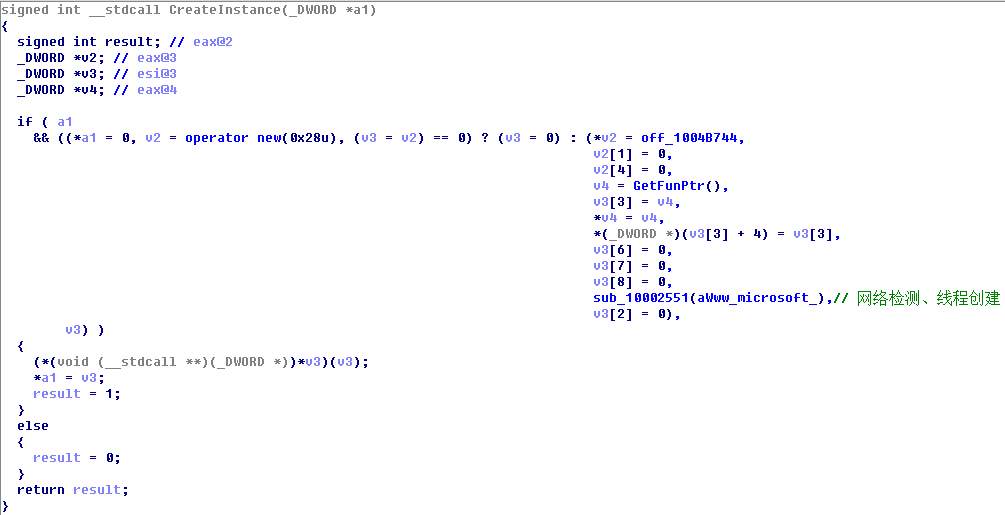 signed int __stdcall CreateInstance(_DWORD *a1)
{
  signed int result; // eax@2
  _DWORD *v2; // eax@3
  _DWORD *v3; // esi@3
  _DWORD *v4; // eax@4

  if ( a1
    && ((*a1 = 0, v2 = operator new(0x28u), (v3 = v2) == 0) ? (v3 = 0) : (*v2 = off_1004B744,
                                                                          v2[1] = 0,
                                                                          v2[4] = 0,
                                                                          v4 = GetFunPtr(),
                                                                          v3[3] = v4,
                                                                          *v4 = v4,
                                                                          *(_DWORD *)(v3[3] + 4) = v3[3],
                                                                          v3[6] = 0,
                                                                          v3[7] = 0,
                                                                          v3[8] = 0,
                                                                          sub_10002551(aWww_microsoft_),// 网络检测、线程创建
                                                                          v3[2] = 0),
        v3) )
  {
    (*(void (__stdcall **)(_DWORD *))*v3)(v3);
    *a1 = v3;
    result = 1;
  }
  else
  {
    result = 0;
  }
  return result;
}